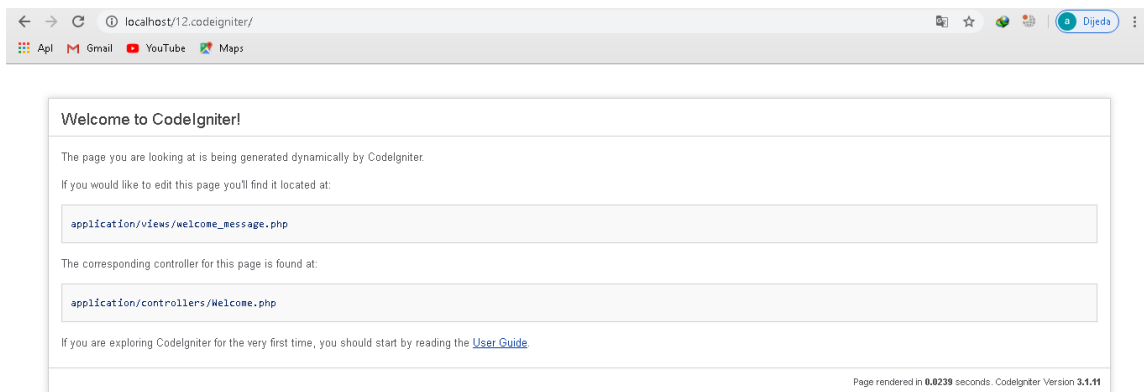 localhost/12.codeigniter/
a Dijeda
Apl Gmail YouTube Maps
Welcome to CodeIgniter!
The page you are looking at is being generated dynamically by CodeIgniter.
If you would like to edit this page you'll find it located at:
application/views/welcome_message.php
The corresponding controller for this page is found at:
application/controllers/Welcome.php
If you are exploring CodeIgniter for the very first time, you should start by reading the User Guide.
Page rendered in 0.0239 seconds. CodeIgniter Version 3.1.11